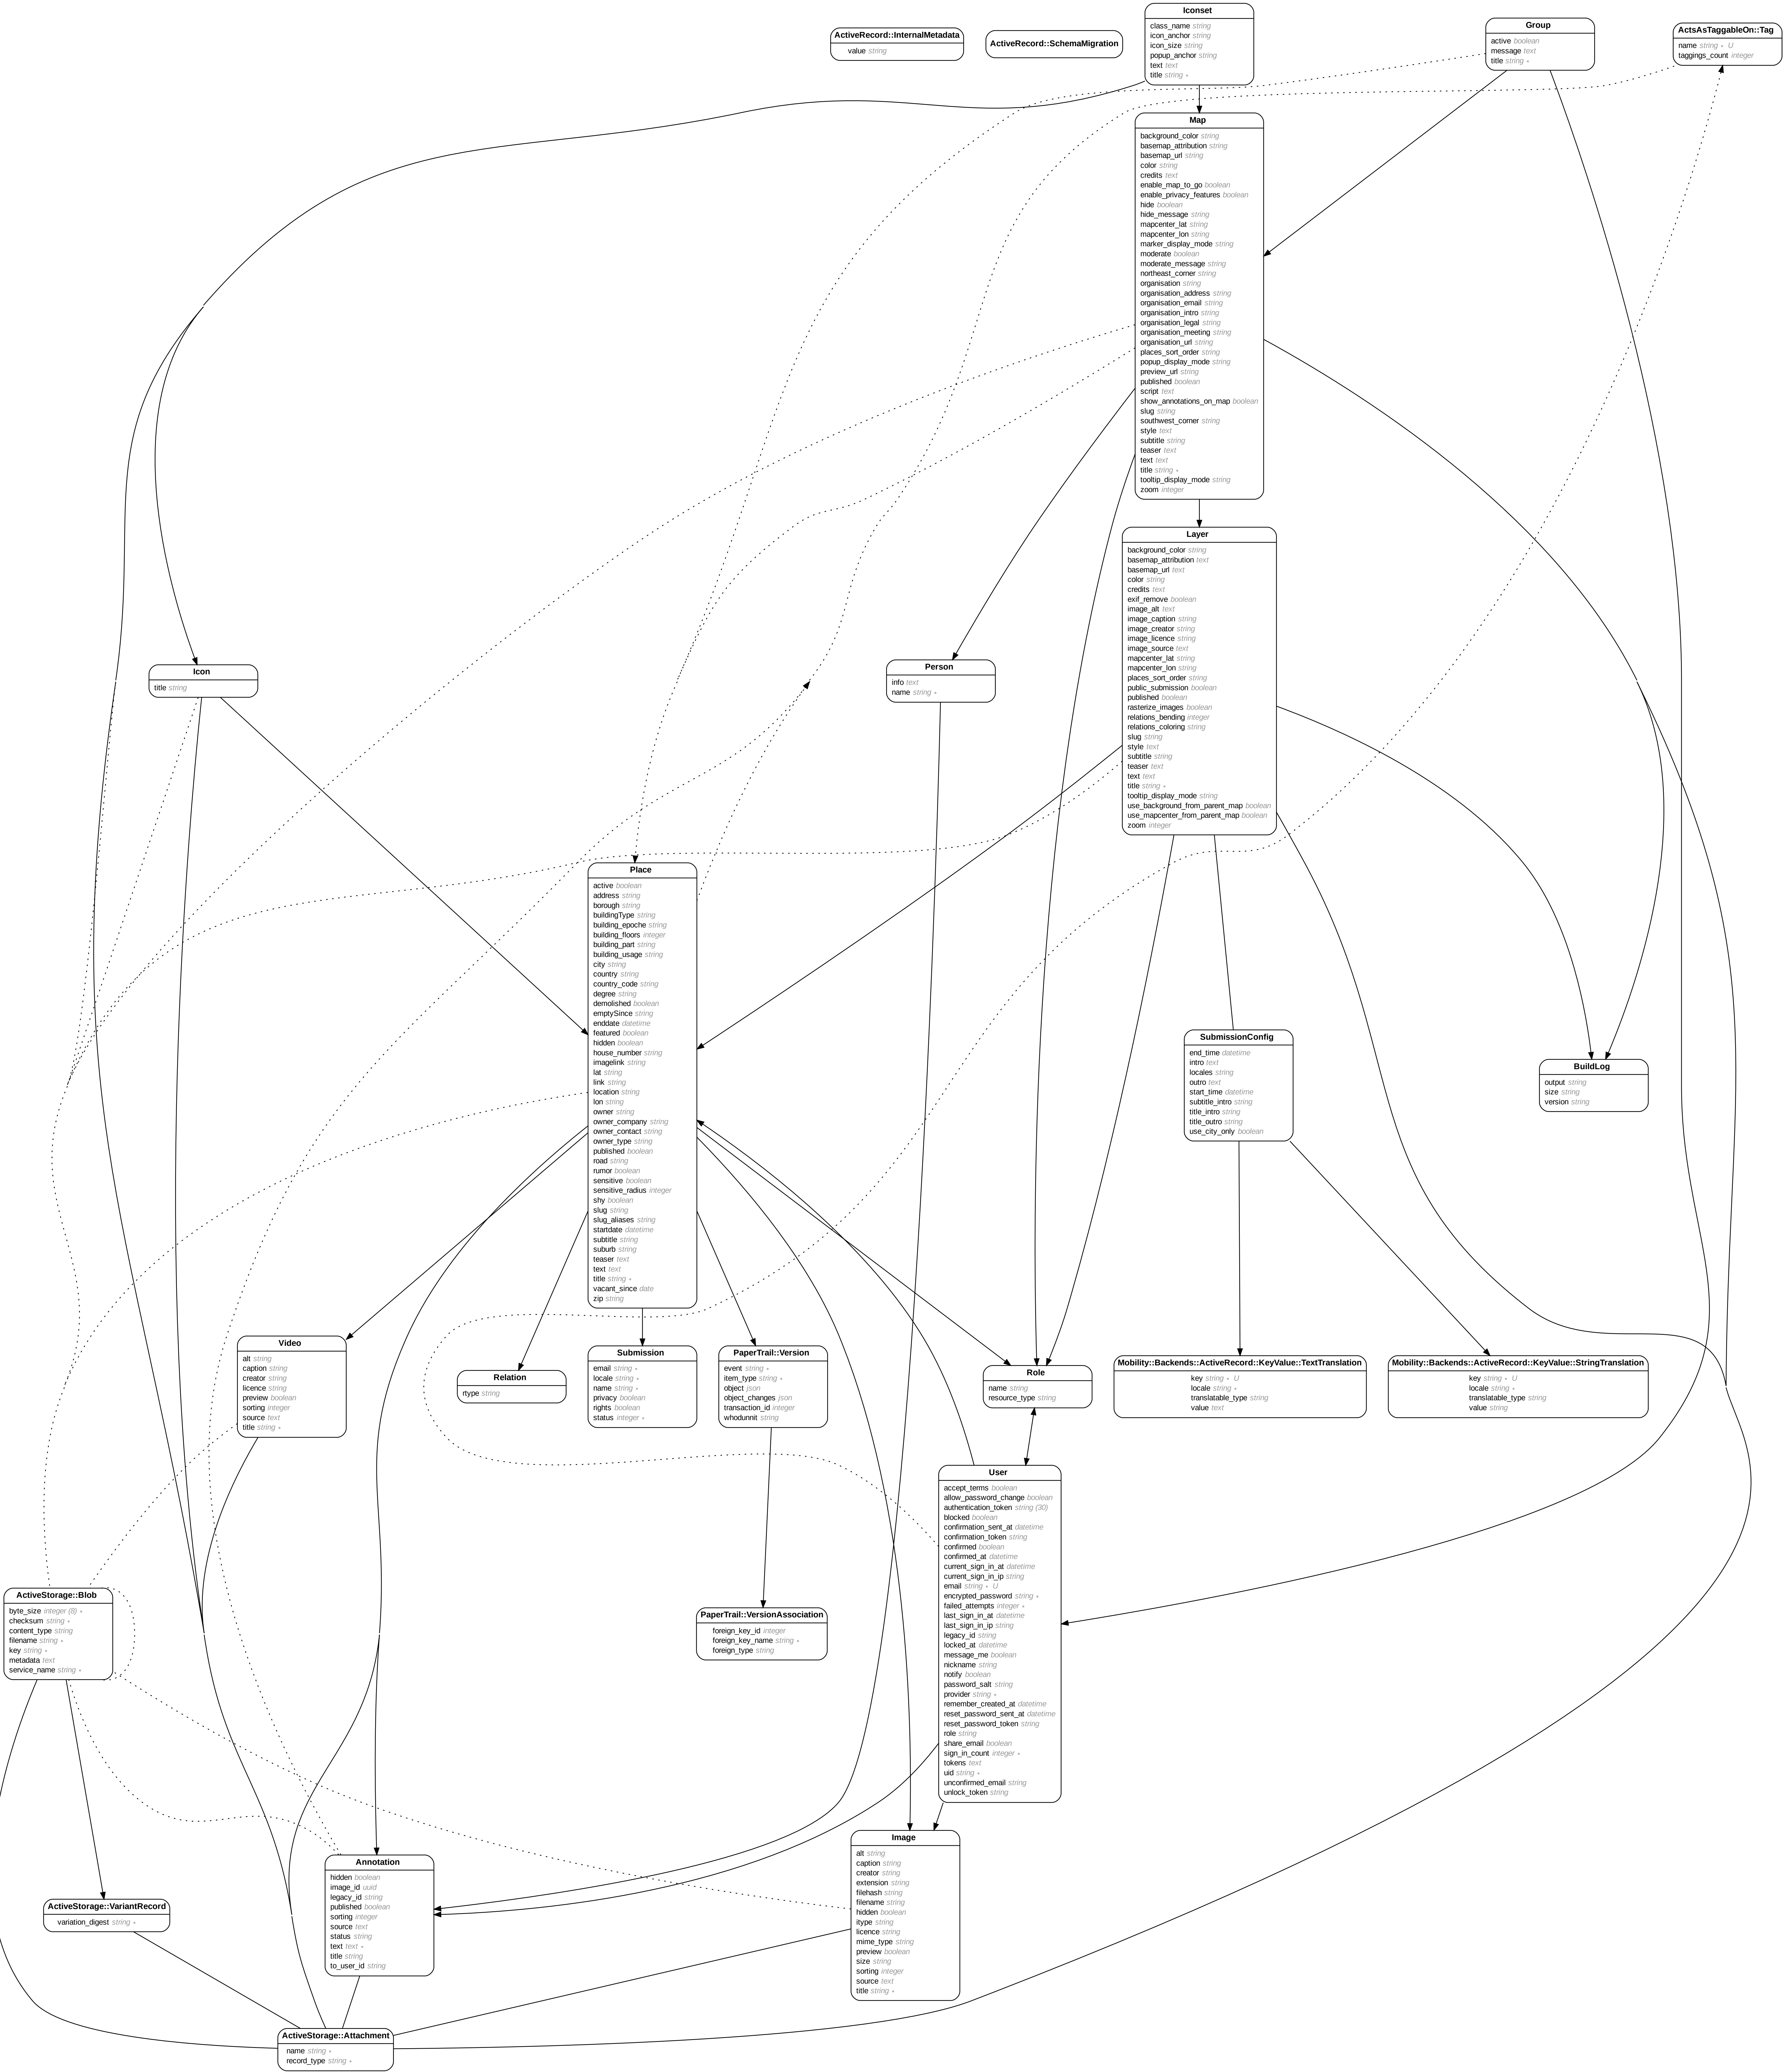 Iconset
class_name string
icon_anchor string
icon_size string
popup_anchor string
text text
title string ∗
Group
active boolean
message text
title string ∗
ActsAsTaggableOn::Tag
name string ∗ U
taggings_count integer
ActiveRecord::InternalMetadata
value string
ActiveRecord::SchemaMigration
Map
background_color string
basemap_attribution string
basemap_url string
color string
credits text
enable_map_to_go boolean
enable_privacy_features boolean
hide boolean
hide_message string
mapcenter_lat string
mapcenter_lon string
marker_display_mode string
moderate boolean
moderate_message string
northeast_corner string
organisation string
organisation_address string
organisation_email string
organisation_intro string
organisation_legal string
organisation_meeting string
organisation_url string
places_sort_order string
popup_display_mode string
preview_url string
published boolean
script text
show_annotations_on_map boolean
slug string
southwest_corner string
style text
subtitle string
teaser text
text text
title string ∗
tooltip_display_mode string
zoom integer
Layer
background_color string
basemap_attribution text
basemap_url text
color string
credits text
exif_remove boolean
image_alt text
image_caption string
image_creator string
image_licence string
image_source text
mapcenter_lat string
mapcenter_lon string
places_sort_order string
public_submission boolean
published boolean
rasterize_images boolean
relations_bending integer
relations_coloring string
slug string
style text
subtitle string
teaser text
text text
title string ∗
tooltip_display_mode string
use_background_from_parent_map boolean
use_mapcenter_from_parent_map boolean
zoom integer
Icon
title string
Person
info text
name string ∗
Place
active boolean
address string
borough string
buildingType string
building_epoche string
building_floors integer
building_part string
building_usage string
city string
country string
country_code string
degree string
demolished boolean
emptySince string
enddate datetime
featured boolean
hidden boolean
house_number string
imagelink string
lat string
link string
location string
lon string
owner string
owner_company string
owner_contact string
owner_type string
published boolean
road string
rumor boolean
sensitive boolean
sensitive_radius integer
shy boolean
slug string
slug_aliases string
startdate datetime
subtitle string
suburb string
teaser text
text text
title string ∗
vacant_since date
zip string
SubmissionConfig
end_time datetime
intro text
locales string
outro text
start_time datetime
subtitle_intro string
title_intro string
title_outro string
use_city_only boolean
BuildLog
output string
size string
version string
Video
alt string
caption string
creator string
licence string
preview boolean
sorting integer
source text
title string ∗
Relation
rtype string
Submission
email string ∗
locale string ∗
name string ∗
privacy boolean
rights boolean
status integer ∗
PaperTrail::Version
event string ∗
item_type string ∗
object json
object_changes json
transaction_id integer
whodunnit string
Role
name string
resource_type string
Mobility::Backends::ActiveRecord::KeyValue::TextTranslation
key string ∗ U
locale string ∗
translatable_type string
value text
Mobility::Backends::ActiveRecord::KeyValue::StringTranslation
key string ∗ U
locale string ∗
translatable_type string
value string
User
accept_terms boolean
allow_password_change boolean
authentication_token string (30)
blocked boolean
confirmation_sent_at datetime
confirmation_token string
confirmed boolean
confirmed_at datetime
current_sign_in_at datetime
current_sign_in_ip string
email string ∗ U
encrypted_password string ∗
failed_attempts integer ∗
last_sign_in_at datetime
last_sign_in_ip string
legacy_id string
locked_at datetime
message_me boolean
nickname string
notify boolean
password_salt string
provider string ∗
remember_created_at datetime
reset_password_sent_at datetime
reset_password_token string
role string
share_email boolean
sign_in_count integer ∗
tokens text
uid string ∗
unconfirmed_email string
unlock_token string
ActiveStorage::Blob
byte_size integer (8) ∗
checksum string ∗
content_type string
filename string ∗
key string ∗
metadata text
service_name string ∗
PaperTrail::VersionAssociation
foreign_key_id integer
foreign_key_name string ∗
foreign_type string
Image
alt string
caption string
creator string
extension string
filehash string
filename string
hidden boolean
itype string
licence string
mime_type string
preview boolean
size string
sorting integer
source text
title string ∗
Annotation
hidden boolean
image_id uuid
legacy_id string
published boolean
sorting integer
source text
status string
text text ∗
title string
to_user_id string
ActiveStorage::VariantRecord
variation_digest string ∗
ActiveStorage::Attachment
name string ∗
record_type string ∗